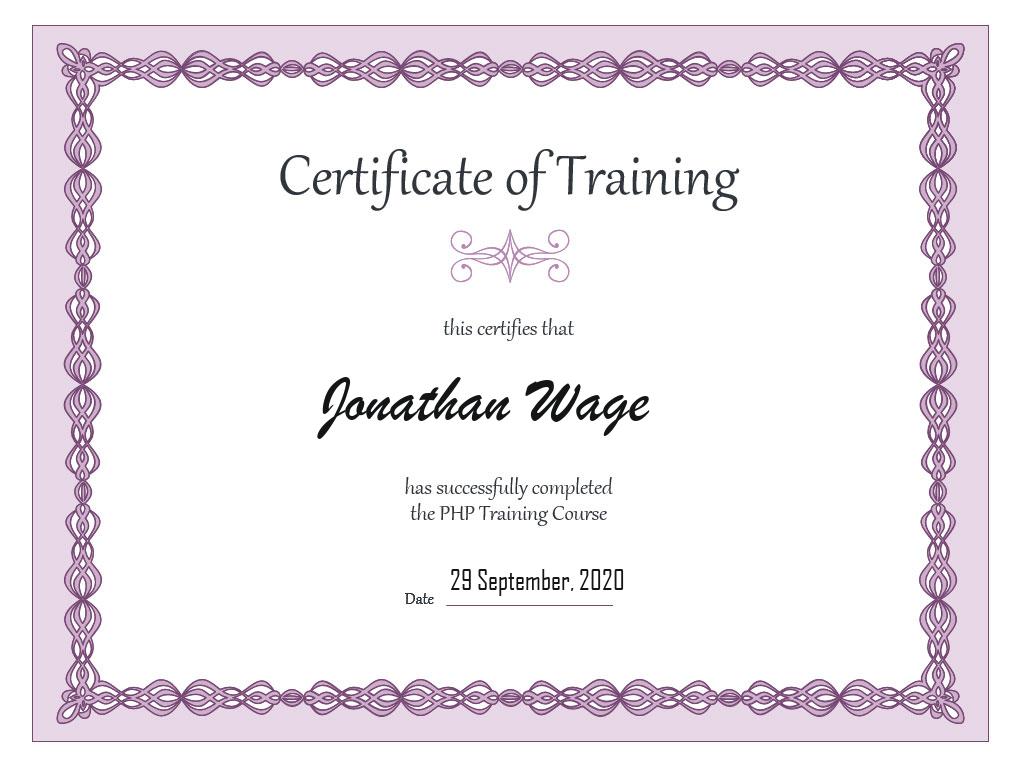 Certificate of Training
this certifies that
Jonathan Wage
has successfully completed
the PHP Training Course
Date 29 September, 2020